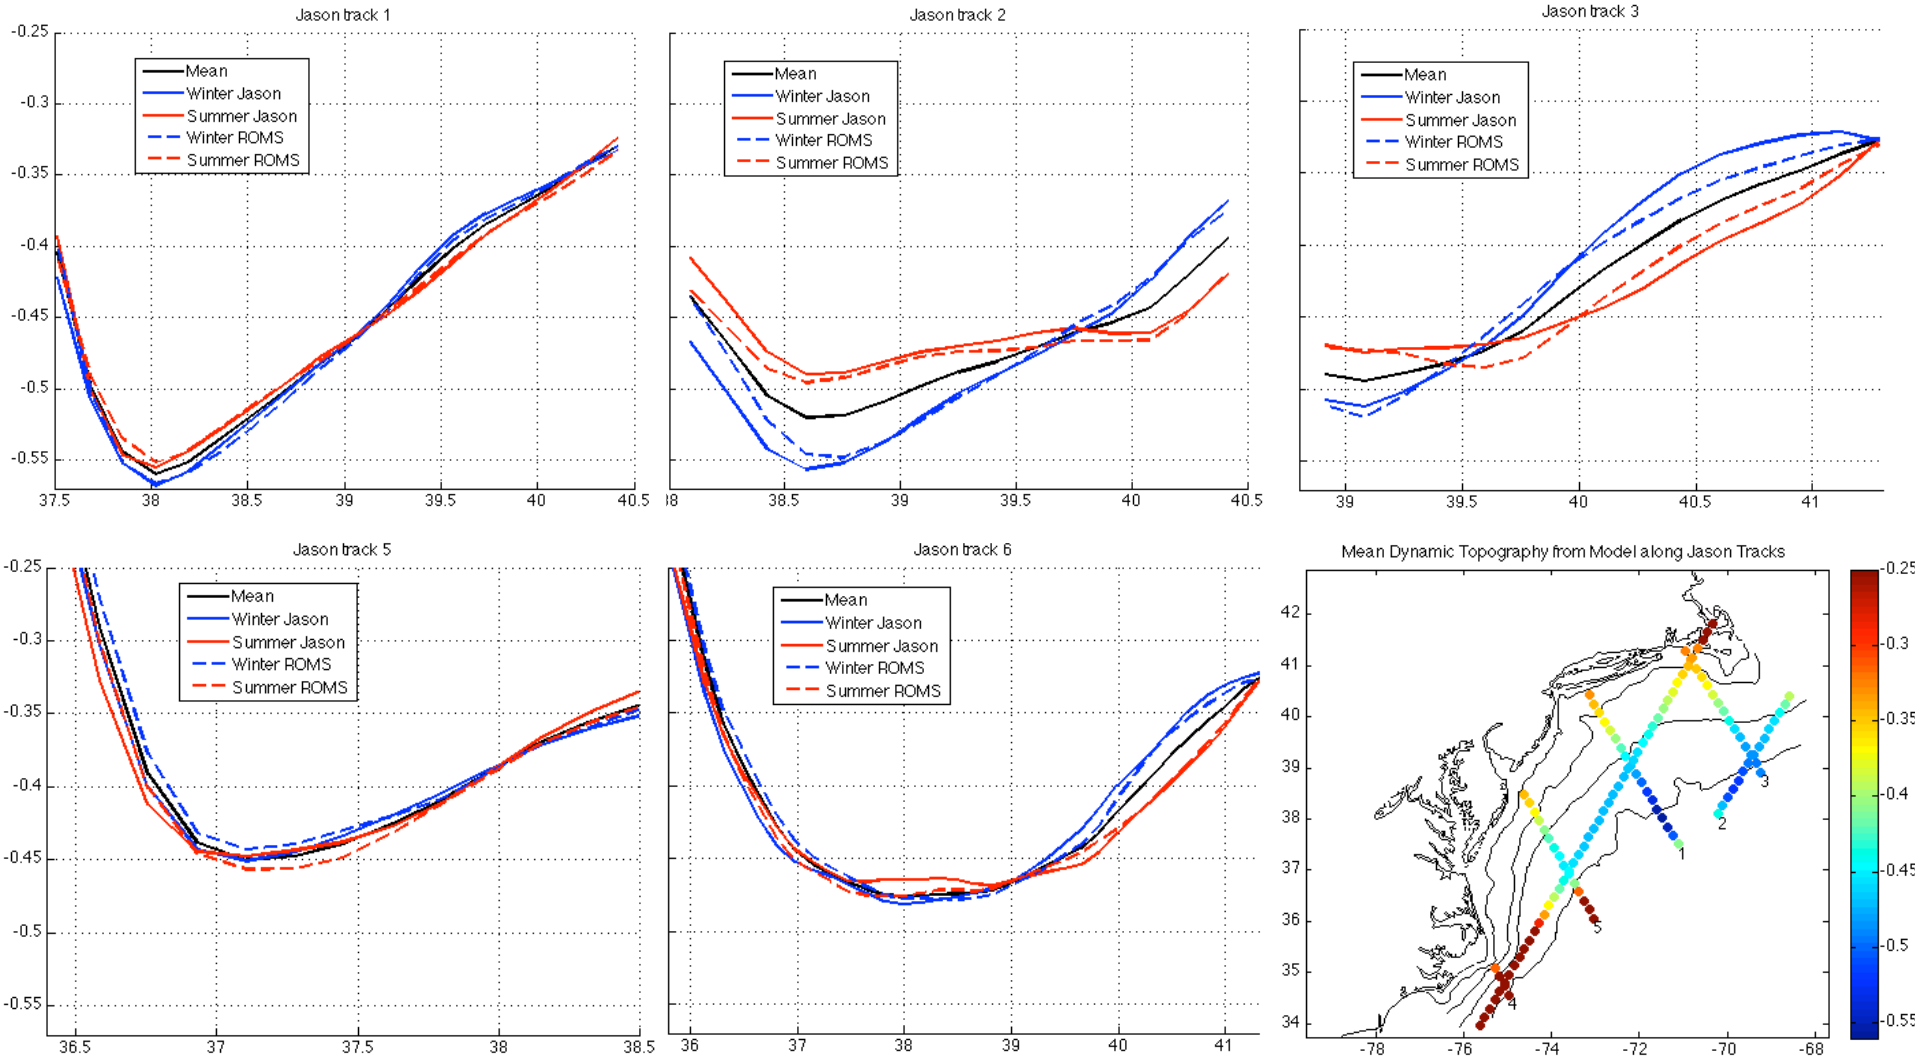 Jason track 1
-0.25
-0.3
-0.35
-0.4
-0.45
-0.5
-0.55
37.5 38 38.5 39 39.5 40 40.5
Mean
Winter Jason
Summer Jason
Winter ROMS
Summer ROMS
Jason track 2
38 38.5 39 39.5 40 40.5
Mean
Winter Jason
Summer Jason
Winter ROMS
Summer ROMS
Jason track 3
39 39.5 40 40.5 41
Mean
Winter Jason
Summer Jason
Winter ROMS
Summer ROMS
Jason track 5
-0.25
-0.3
-0.35
-0.4
-0.45
-0.5
-0.55
36.5 37 37.5 38 38.5
Mean
Winter Jason
Summer Jason
Winter ROMS
Summer ROMS
Jason track 6
36 37 38 39 40 41
Mean
Winter Jason
Summer Jason
Winter ROMS
Summer ROMS
Mean Dynamic Topography from Model along Jason Tracks
42
41
40
39
38
37
36
35
34
-78 -76 -74 -72 -70 -68
1
2
3
4
5
-0.25
-0.3
-0.35
-0.4
-0.45
-0.5
-0.55